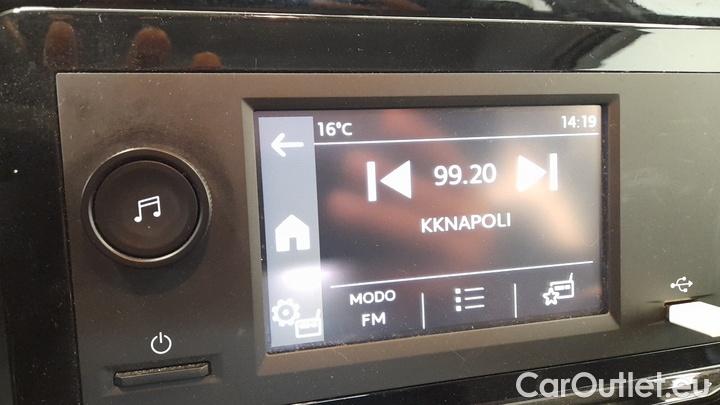 16°C 14:19
99.20
KKNAPOLI
MODO
FM
CarOutlet.eu